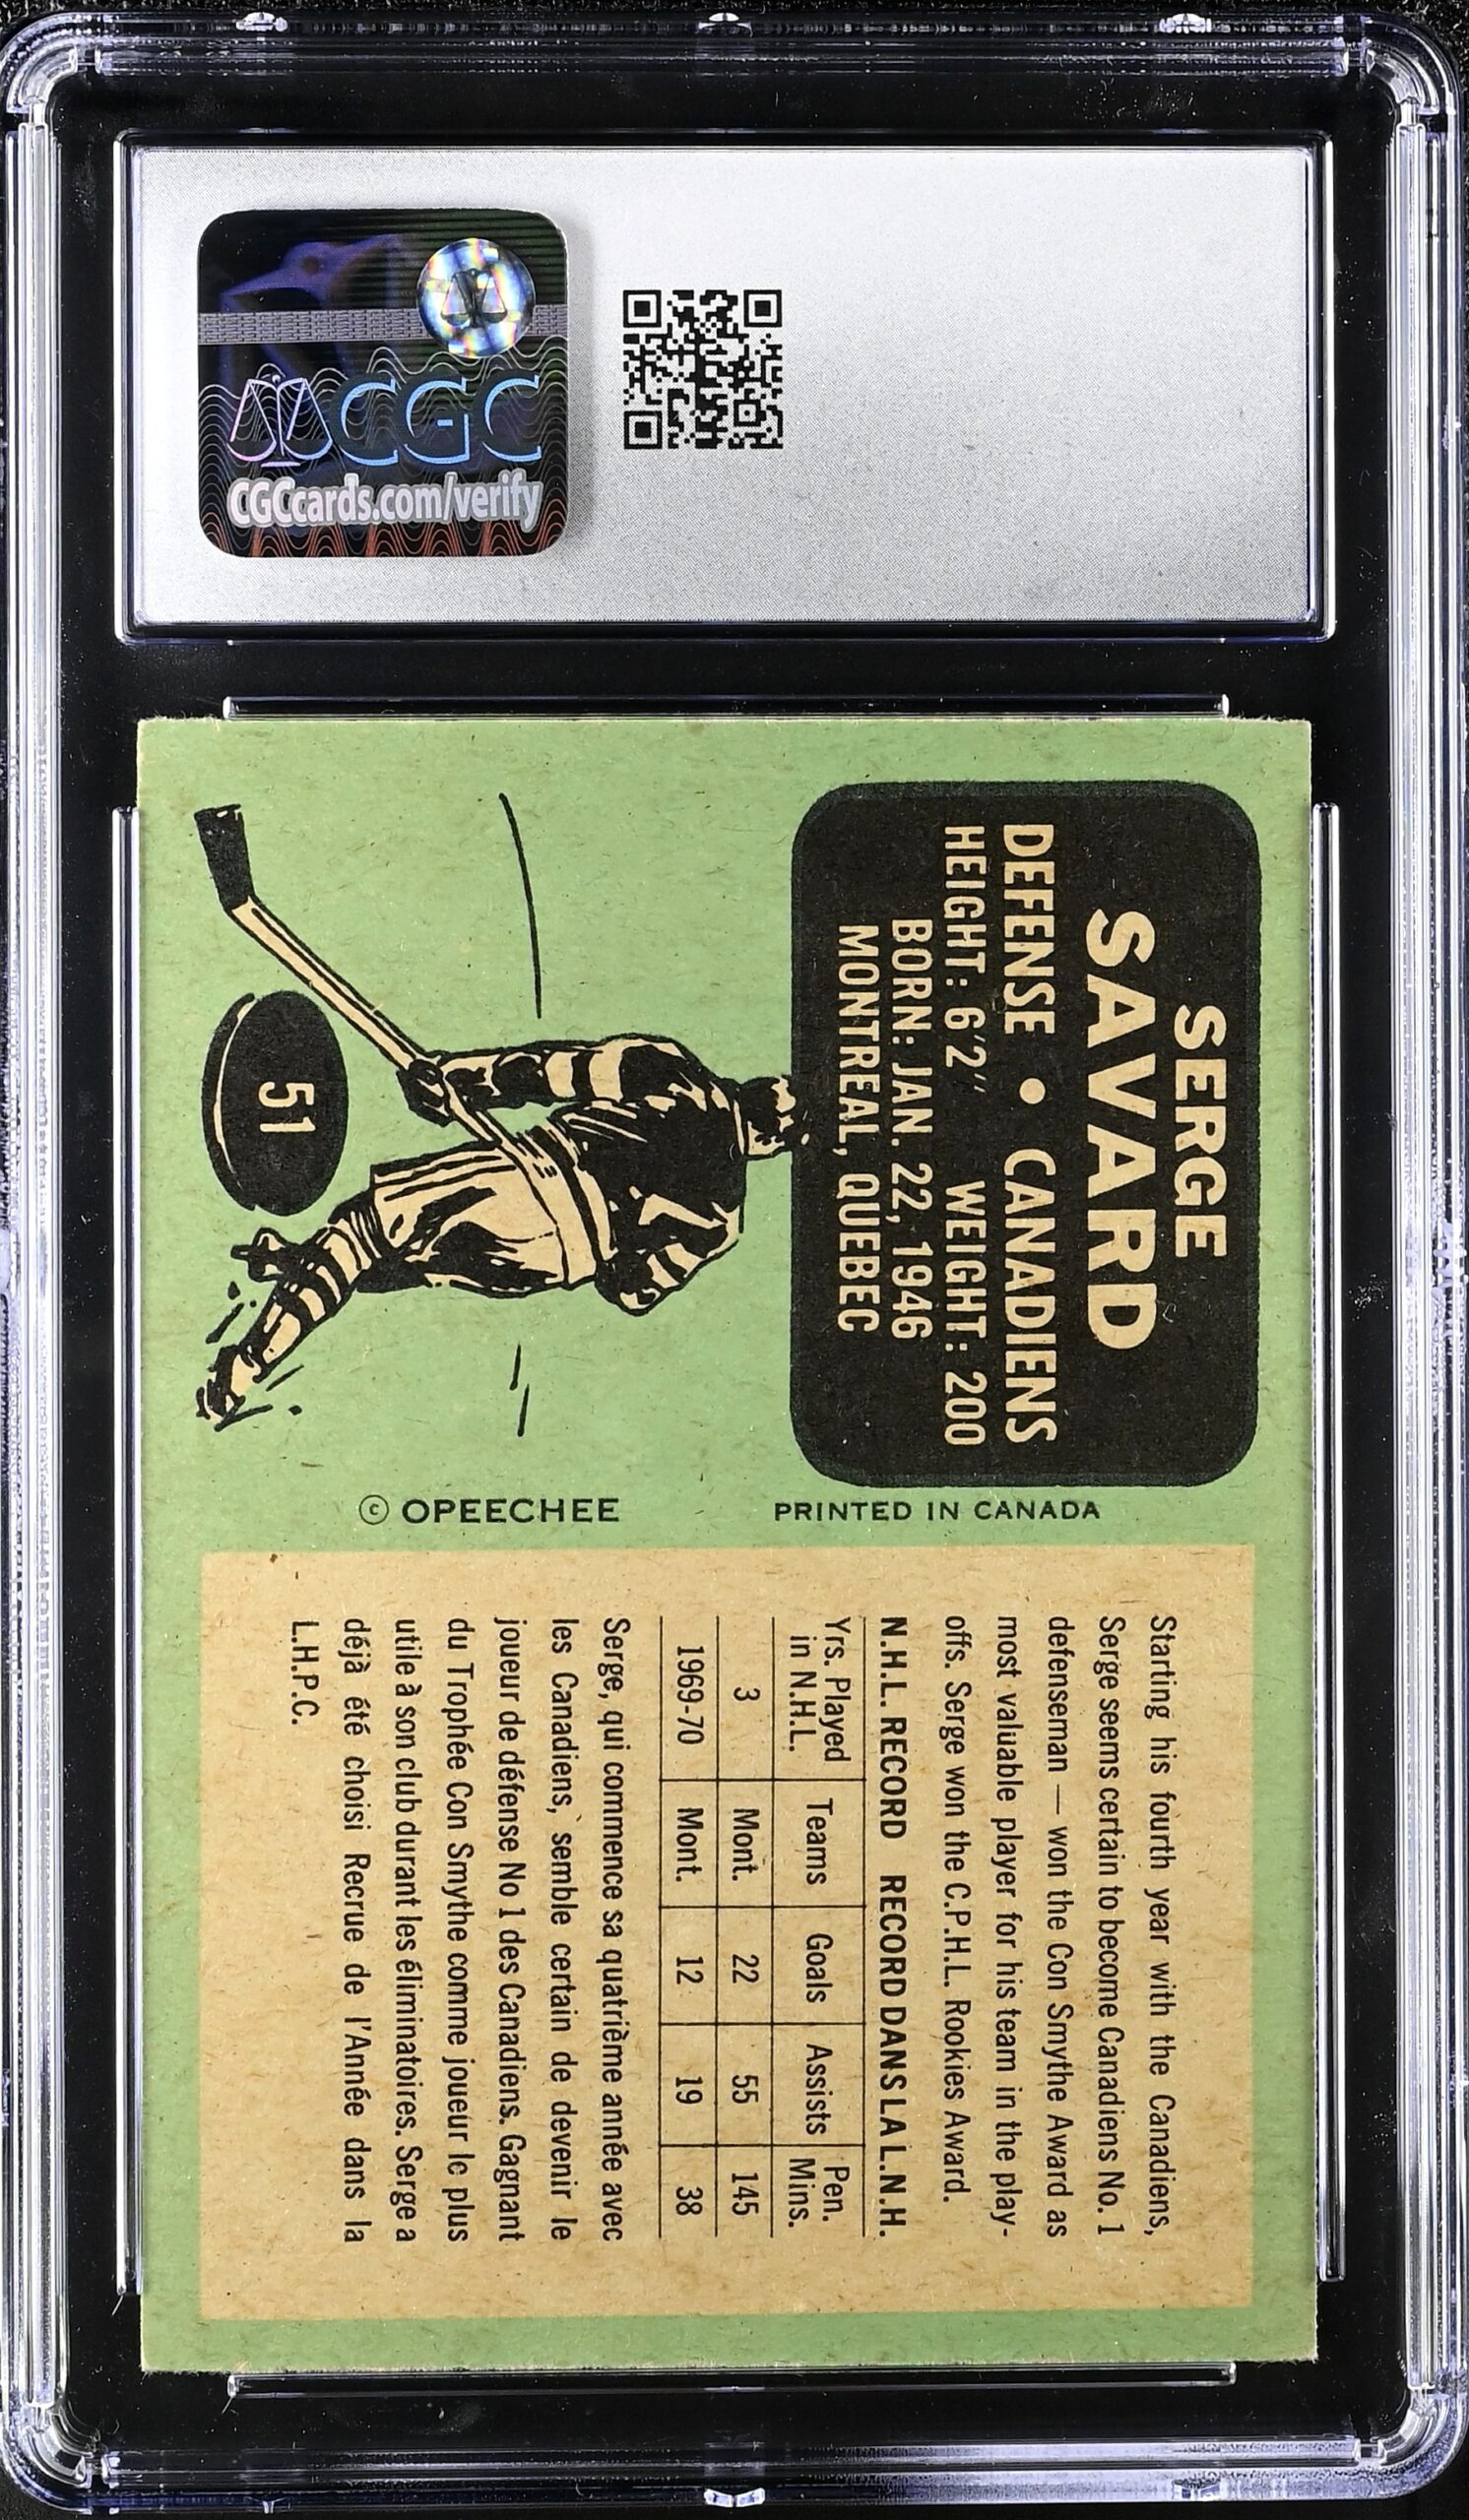 CGC
CGCcards.com/verify
SERGE
SAVARD
DEFENSE • CANADIENS
HEIGHT: 6'2" WEIGHT: 200
BORN: JAN. 22, 1946
MONTREAL, QUEBEC
51
© OPEECHEE
PRINTED IN CANADA
Starting his fourth year with the Canadiens,
Serge seems certain to become Canadiens No. 1
defenseman — won the Con Smythe Award as
most valuable player for his team in the play-
offs. Serge won the C.P.H.L. Rookies Award.
N.H.L. RECORD RECORD DANS LA L.N.H.
Yrs. Played in N.H.L. Teams Goals Assists Pen. Mins.
3 Mont. 22 55 145
1969-70 Mont. 12 19 38
Serge, qui commence sa quatrième année avec
les Canadiens, semble certain de devenir le
joueur de défense No 1 des Canadiens. Gagnant
du Trophée Con Smythe comme joueur le plus
utile à son club durant les éliminatoires. Serge a
déjà été choisi Recrue de l'Année dans la
L.H.P.C.